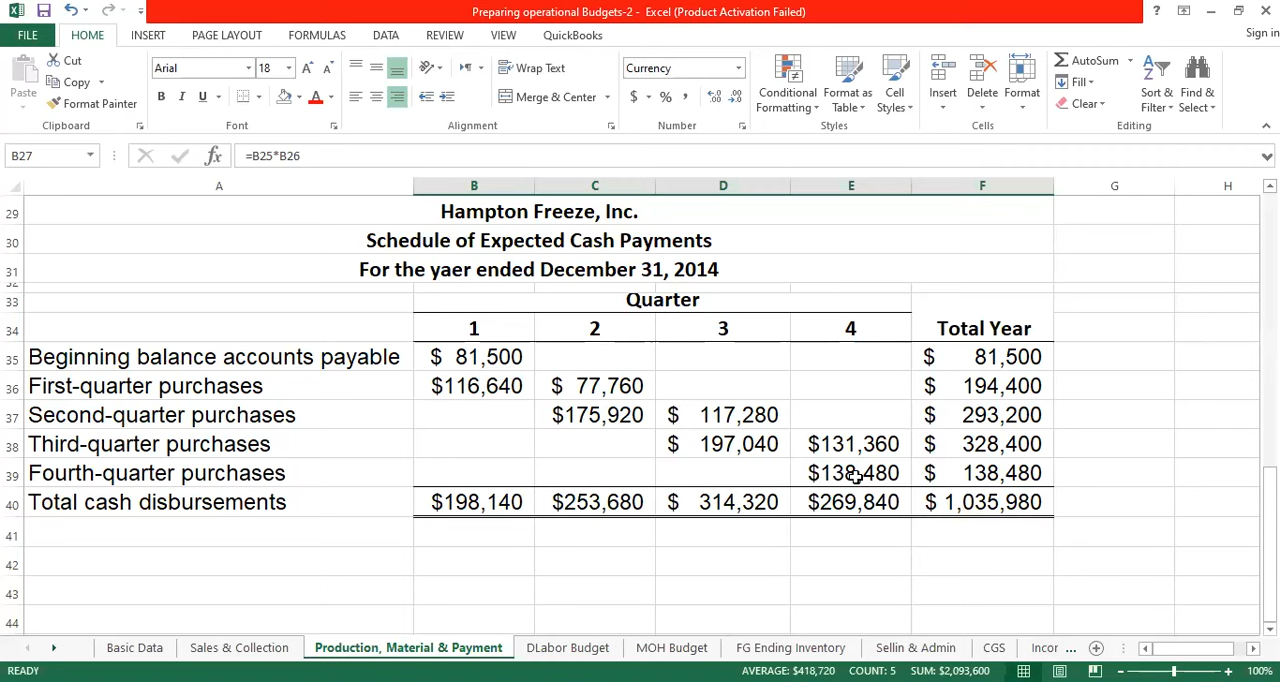 Preparing operational Budgets-2 - Excel (Product Activation Failed)
FILE HOME INSERT PAGE LAYOUT FORMULAS DATA REVIEW VIEW QuickBooks Sign in
Paste Cut Copy Format Painter Clipboard
Arial 18 B I U A Font
Wrap Text Merge & Center Alignment
Currency $ % , Number
Conditional Formatting Format as Table Cell Styles Styles
Insert Delete Format Cells
AutoSum Fill Clear Sort & Filter Find & Select Editing
B27 fx =B25*B26
A B C D E F G H
29 Hampton Freeze, Inc.
30 Schedule of Expected Cash Payments
31 For the yaer ended December 31, 2014
32
33 Quarter
34 1 2 3 4 Total Year
35 Beginning balance accounts payable $ 81,500 $ 81,500
36 First-quarter purchases $116,640 $ 77,760 $ 194,400
37 Second-quarter purchases $175,920 $ 117,280 $ 293,200
38 Third-quarter purchases $ 197,040 $131,360 $ 328,400
39 Fourth-quarter purchases $138,480 $ 138,480
40 Total cash disbursements $198,140 $253,680 $ 314,320 $269,840 $ 1,035,980
41
42
43
44
Basic Data Sales & Collection Production, Material & Payment DLabor Budget MOH Budget FG Ending Inventory Sellin & Admin CGS Incor ...
READY AVERAGE: $418,720 COUNT: 5 SUM: $2,093,600 100%